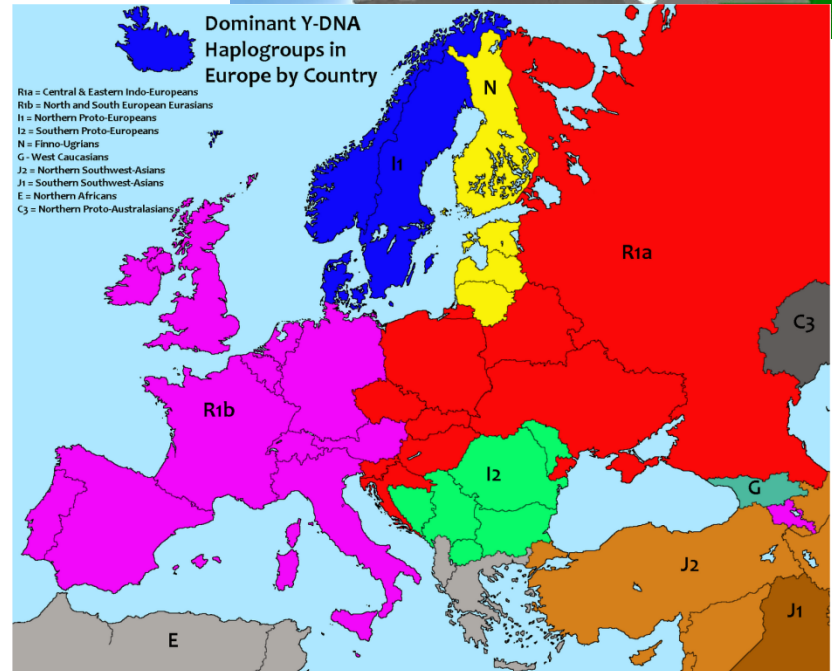 Dominant Y-DNA
Haplogroups in
Europe by Country
R1a = Central & Eastern Indo-Europeans
R1b = North and South European Eurasians
I1 = Northern Proto-Europeans
I2 = Southern Proto-Europeans
N = Finno-Ugrians
G - West Caucasians
J2 = Northern Southwest-Asians
J1 = Southern Southwest-Asians
E = Northern Africans
C3 = Northern Proto-Australasians
N
I1
R1a
C3
R1b
I2
G
J2
J1
E